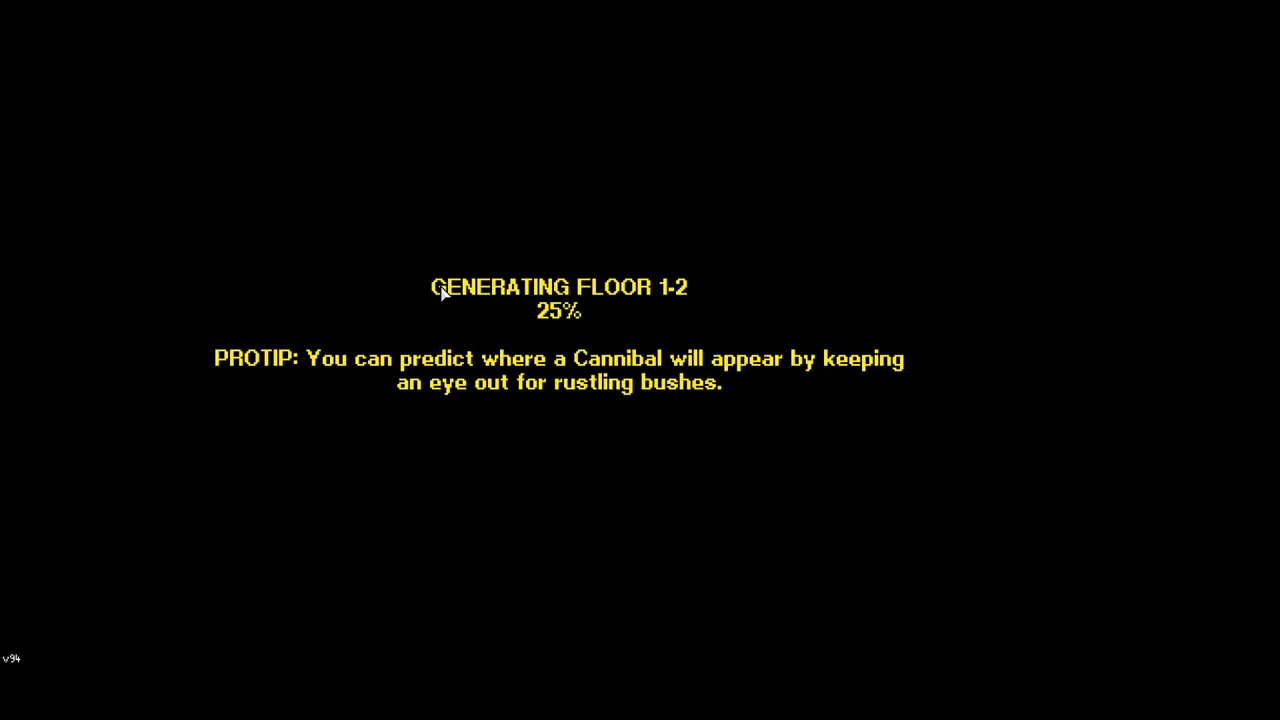 GENERATING FLOOR 1-2
25%
PROTIP: You can predict where a Cannibal will appear by keeping
an eye out for rustling bushes.
v94